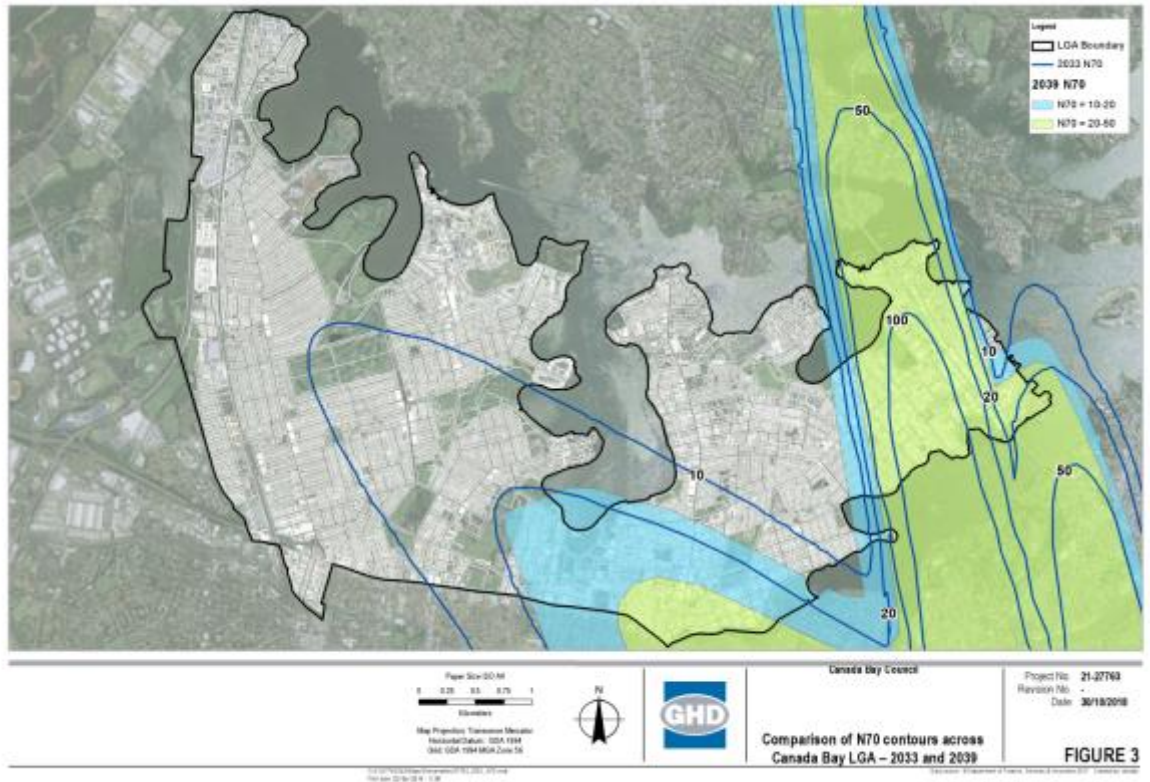 Legend
LGA Boundary
2033 N70
2039 N70
N70 = 10-20
N70 = 20-50
50
100
10
20
50
10
20
Paper Size ISO A4
0 0.25 0.5 0.75 1
Kilometers
Map Projection: Transverse Mercator
Horizontal Datum: GDA 1994
Grid: GDA 1994 MGA Zone 56
N
GHD
Canada Bay Council
Comparison of N70 contours across
Canada Bay LGA – 2033 and 2039
Project No. 21-27763
Revision No. -
Date 30/10/2018
FIGURE 3